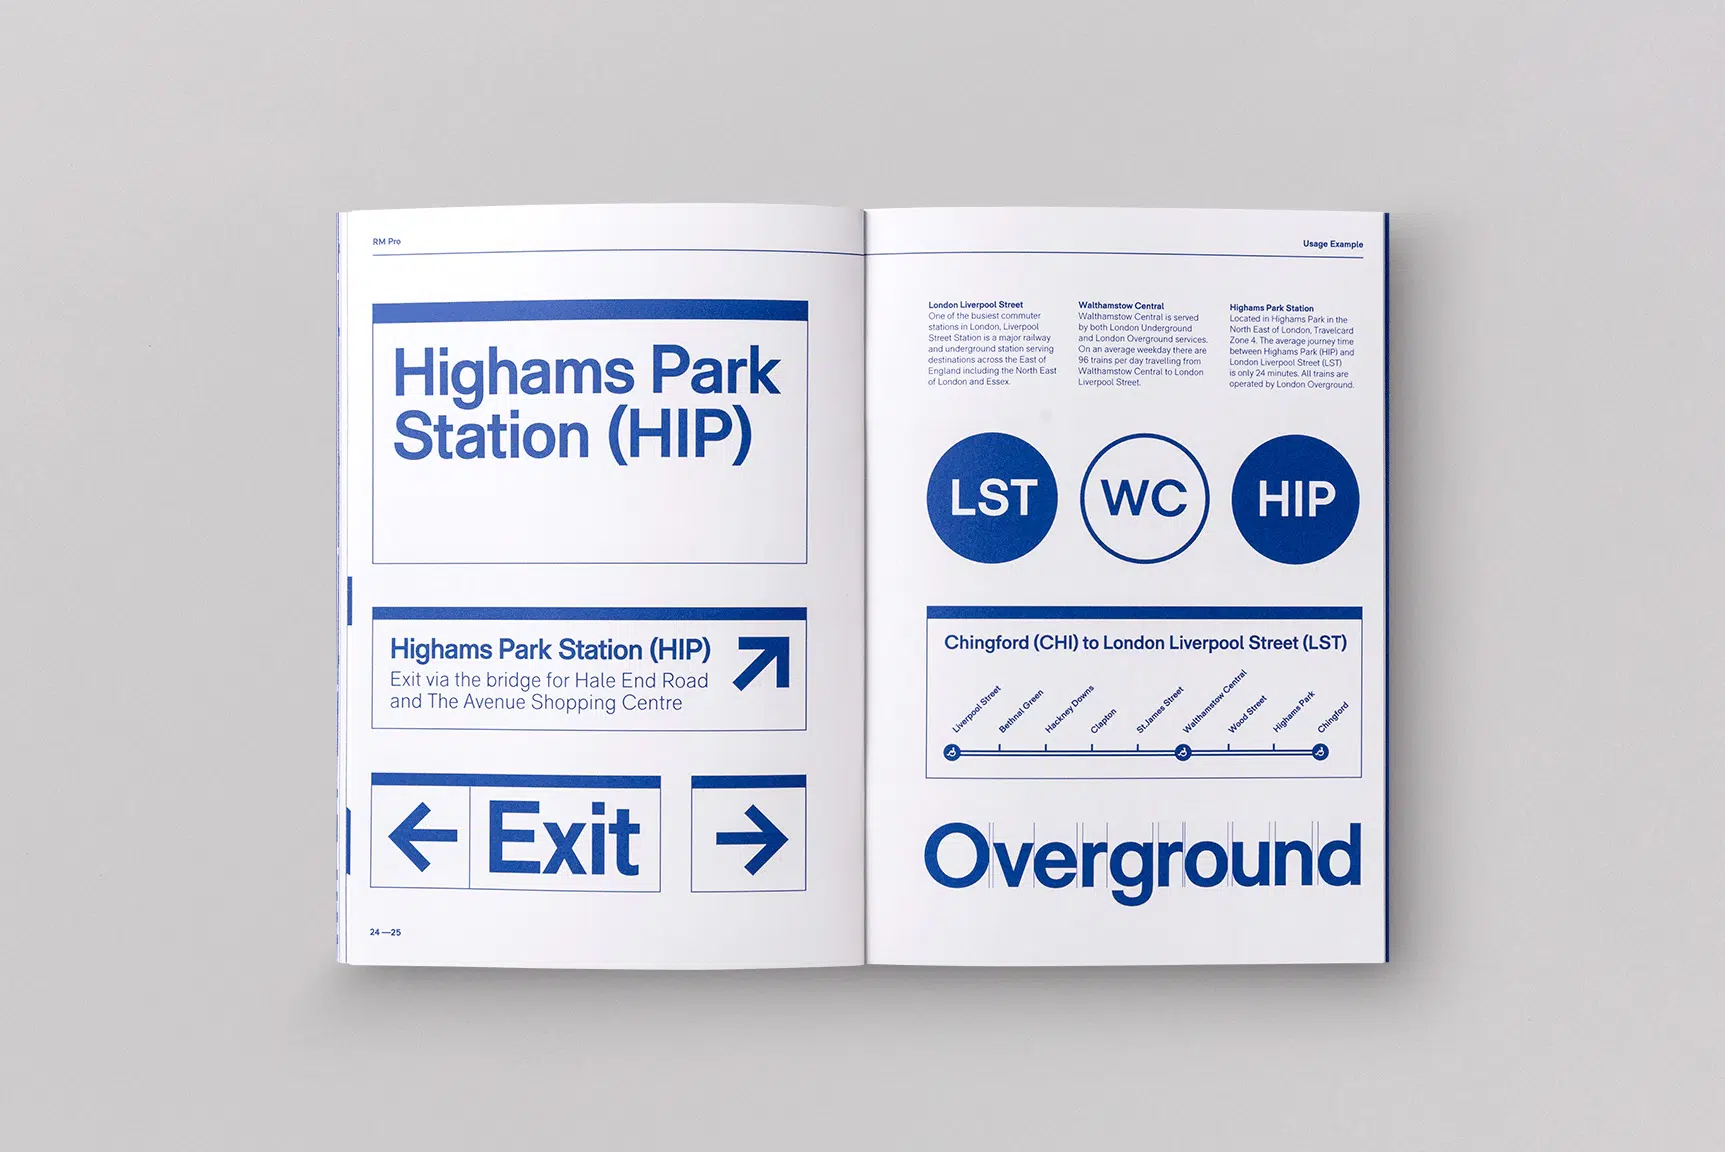 RM Pro
Highams Park
Station (HIP)
Highams Park Station (HIP)
Exit via the bridge for Hale End Road
and The Avenue Shopping Centre
Exit
24—25
Usage Example
London Liverpool Street
One of the busiest commuter
stations in London, Liverpool
Street Station is a major railway
and underground station serving
destinations across the East of
England including the North East
of London and Essex.
Walthamstow Central
Walthamstow Central is served
by both London Underground
and London Overground services.
On an average weekday there are
96 trains per day travelling from
Walthamstow Central to London
Liverpool Street.
Highams Park Station
Located in Highams Park in the
North East of London, Travelcard
Zone 4. The average journey time
between Highams Park (HIP) and
London Liverpool Street (LST)
is only 24 minutes. All trains are
operated by London Overground.
LST
WC
HIP
Chingford (CHI) to London Liverpool Street (LST)
Liverpool Street
Bethnal Green
Hackney Downs
Clapton
St.James Street
Walthamstow Central
Wood Street
Highams Park
Chingford
Overground